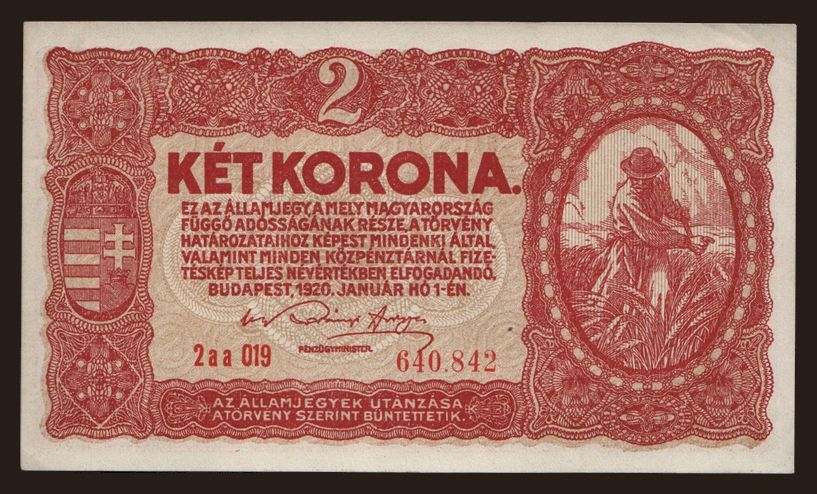 2
KÉT KORONA.
EZ AZ ÁLLAMJEGY, A MELY MAGYARORSZÁG
FÜGGŐ ADÓSSÁGÁNAK RÉSZE, A TÖRVÉNY
HATÁROZATAIHOZ KÉPEST MINDENKI ÁLTAL,
VALAMINT MINDEN KÖZPÉNZTÁRNÁL FIZE-
TÉSKÉP TELJES NÉVÉRTÉKBEN ELFOGADANDÓ.
BUDAPEST, 1920. JANUÁR HÓ 1-ÉN.
PÉNZÜGYMINISTER.
2aa 019 640.842
AZ ÁLLAMJEGYEK UTÁNZÁSA
A TÖRVÉNY SZERINT BÜNTETTETIK.